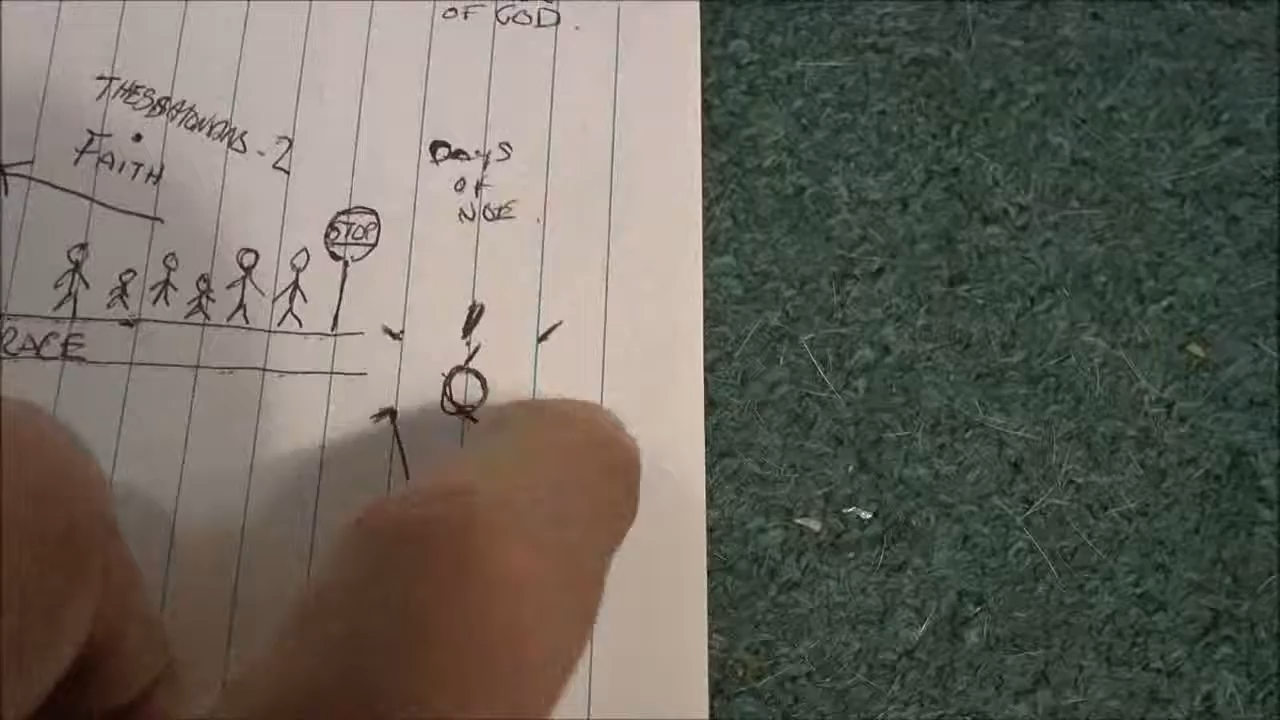 OF GOD.
THESSALONIANS - 2
FAITH
Days
OF
NOE.
STOP
RACE